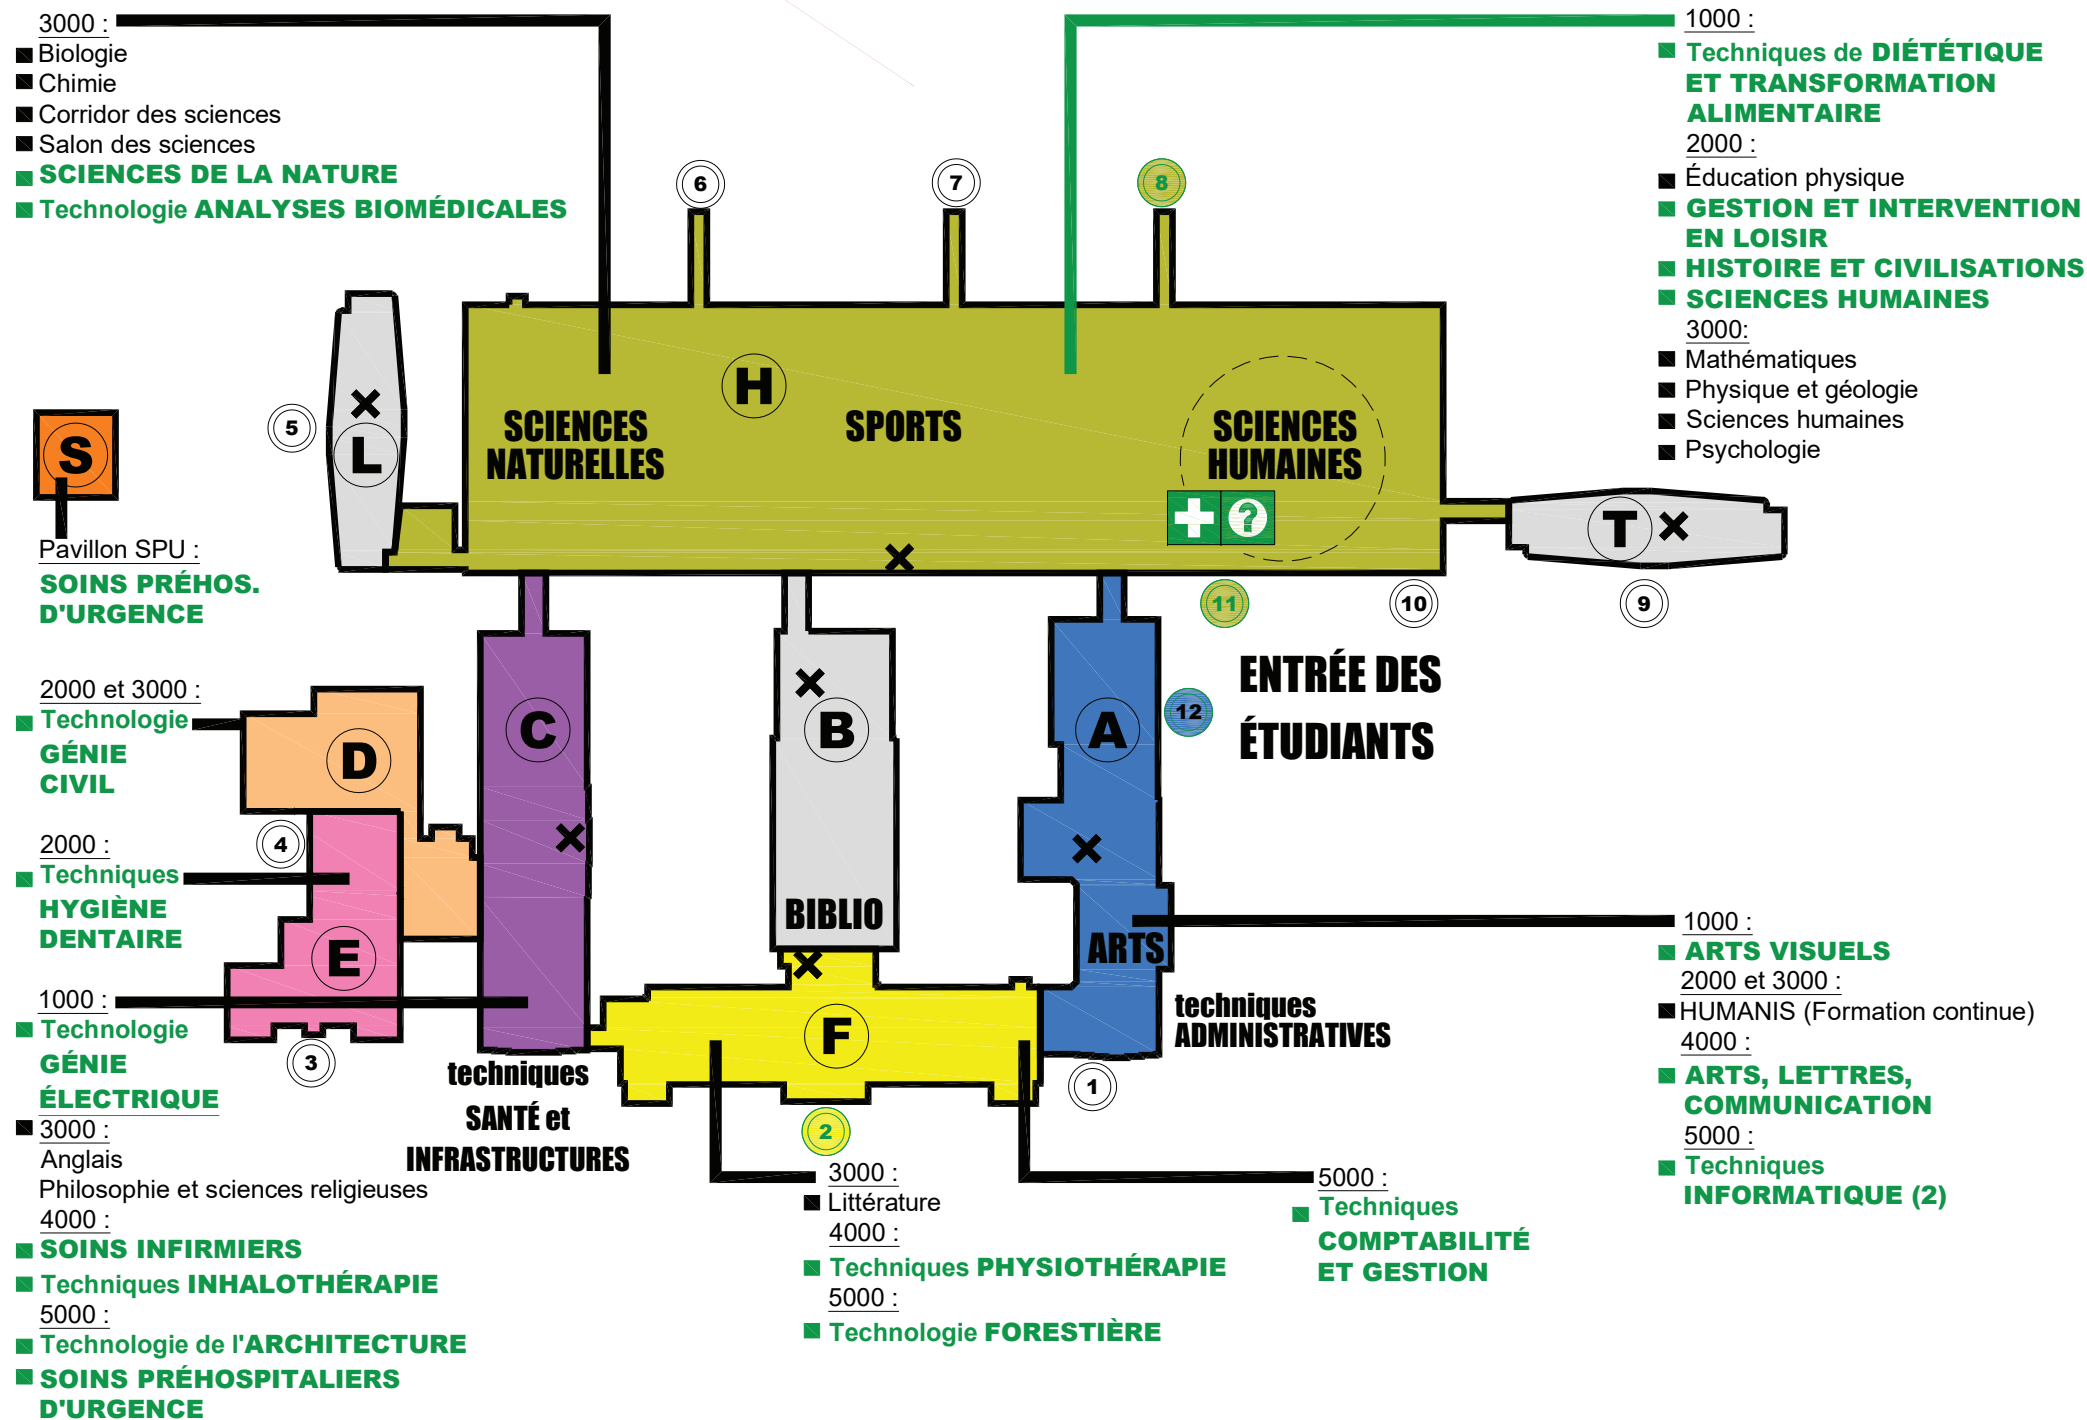 3000 :
Biologie
Chimie
Corridor des sciences
Salon des sciences
SCIENCES DE LA NATURE
Technologie ANALYSES BIOMÉDICALES
1000 :
Techniques de DIÉTÉTIQUE
ET TRANSFORMATION
ALIMENTAIRE
2000 :
Éducation physique
GESTION ET INTERVENTION
EN LOISIR
HISTOIRE ET CIVILISATIONS
SCIENCES HUMAINES
3000:
Mathématiques
Physique et géologie
Sciences humaines
Psychologie
6
7
8
H
SCIENCES
NATURELLES
SPORTS
SCIENCES
HUMAINES
5
L
S
?
T
Pavillon SPU :
SOINS PRÉHOS.
D'URGENCE
11
10
9
ENTRÉE DES
ÉTUDIANTS
12
2000 et 3000 :
Technologie
GÉNIE
CIVIL
D
C
B
A
4
2000 :
Techniques
HYGIÈNE
DENTAIRE
E
BIBLIO
ARTS
1000 :
ARTS VISUELS
2000 et 3000 :
HUMANIS (Formation continue)
4000 :
ARTS, LETTRES,
COMMUNICATION
5000 :
Techniques
INFORMATIQUE (2)
techniques
ADMINISTRATIVES
F
3
1
2
techniques
SANTÉ et
INFRASTRUCTURES
1000 :
Technologie
GÉNIE
ÉLECTRIQUE
3000 :
Anglais
Philosophie et sciences religieuses
4000 :
SOINS INFIRMIERS
Techniques INHALOTHÉRAPIE
5000 :
Technologie de l'ARCHITECTURE
SOINS PRÉHOSPITALIERS
D'URGENCE
3000 :
Littérature
4000 :
Techniques PHYSIOTHÉRAPIE
5000 :
Technologie FORESTIÈRE
5000 :
Techniques
COMPTABILITÉ
ET GESTION